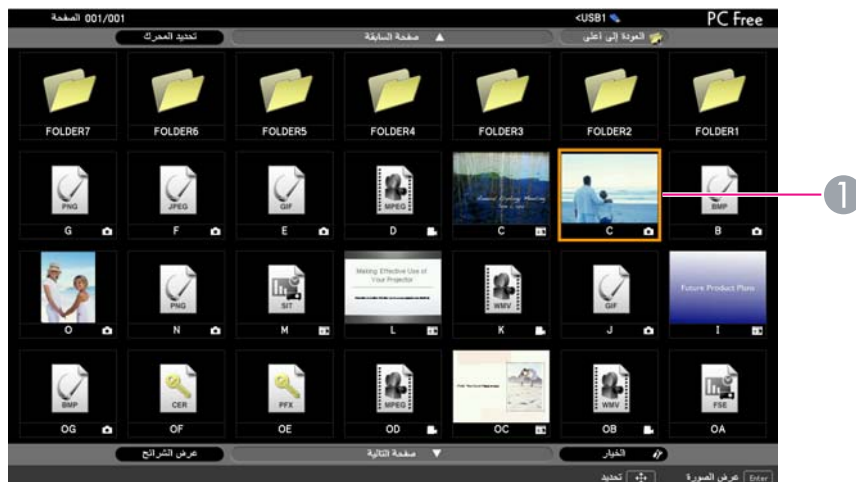 PC Free <USB1 الصفحة 001/001
العودة إلى أعلى ▲ صفحة السابقة تحديد المحرك
FOLDER1 FOLDER2 FOLDER3 FOLDER4 FOLDER5 FOLDER6 FOLDER7
1
BMP Annual Strategy Meeting MPEG GIF JPEG PNG
B C C D E F G
Future Product Plans GIF WMV Making Effective Use of Your Projector SIT PNG
I J K L M N O
FSE WMV MPEG PFX CER BMP
OA OB OC OD OE OF OG
الخيار ▼ صفحة التالية عرض الشرائح
Enter عرض الصورة تحديد